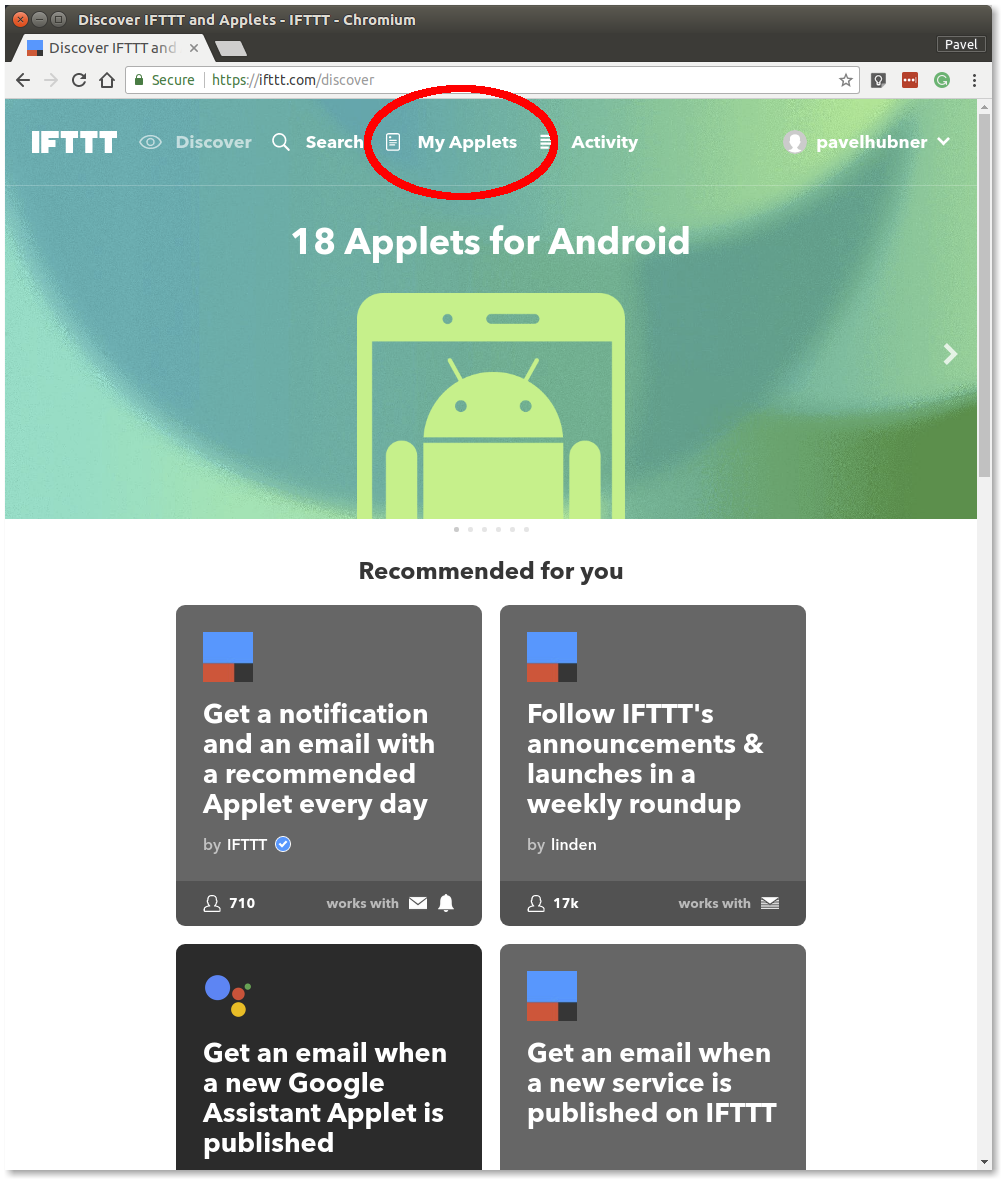 Discover IFTTT and Applets - IFTTT - Chromium
Discover IFTTT and
Pavel
Secure https://ifttt.com/discover
IFTTT Discover Search My Applets Activity pavelhubner
18 Applets for Android
Recommended for you
Get a notification
and an email with
a recommended
Applet every day
by IFTTT
710 works with
Follow IFTTT's
announcements &
launches in a
weekly roundup
by linden
17k works with
Get an email when
a new Google
Assistant Applet is
published
Get an email when
a new service is
published on IFTTT